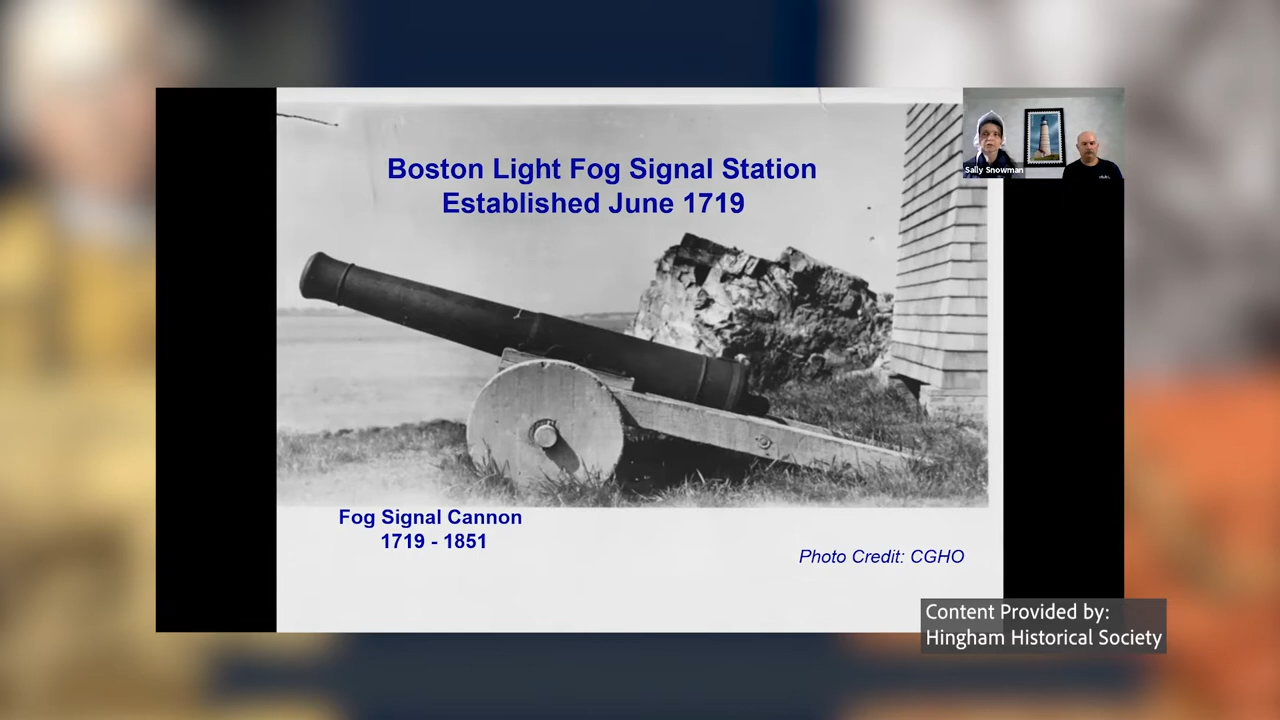 Boston Light Fog Signal Station
Established June 1719
Sally Snowman
Fog Signal Cannon
1719 - 1851
Photo Credit: CGHO
Content Provided by:
Hingham Historical Society